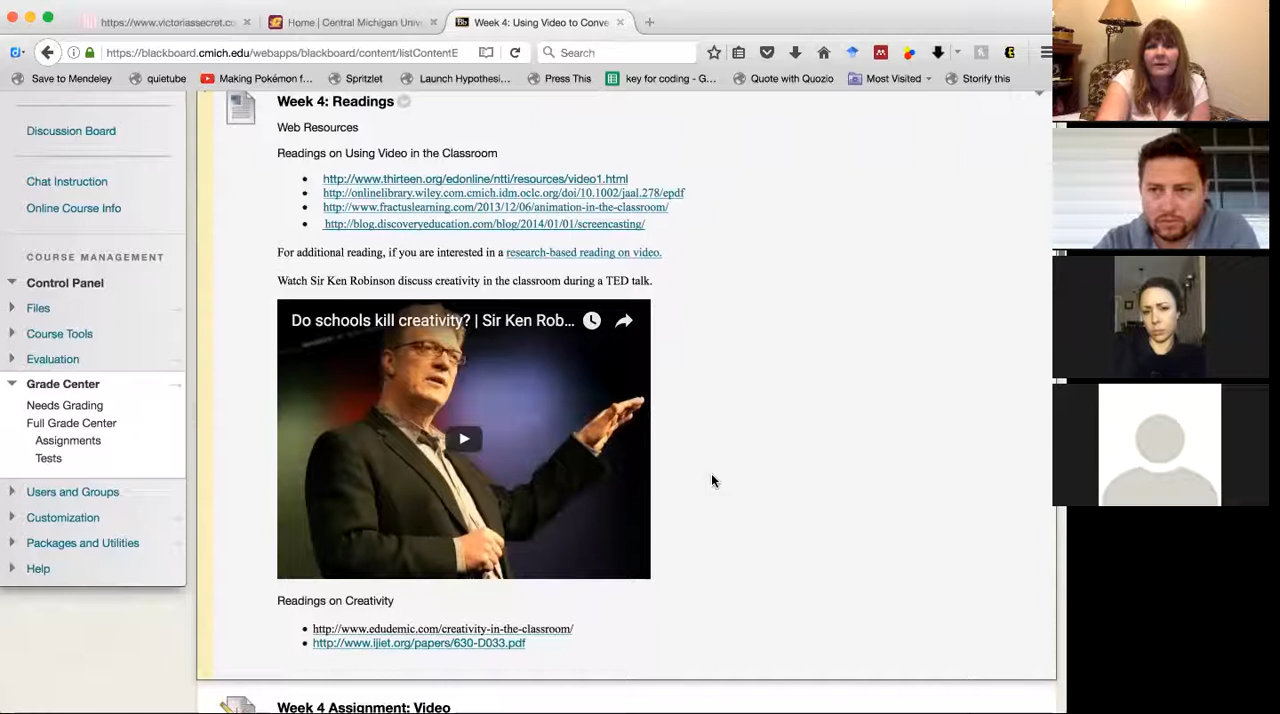 https://www.victoriassecret.co
Home | Central Michigan Univ
Bb Week 4: Using Video to Conve
https://blackboard.cmich.edu/webapps/blackboard/content/listContentE
Search
Save to Mendeley
quietube
Making Pokémon f...
Spritzlet
Launch Hypothesi...
Press This
key for coding - G...
Quote with Quozio
Most Visited
Storify this
Discussion Board
Chat Instruction
Online Course Info
COURSE MANAGEMENT
Control Panel
Files
Course Tools
Evaluation
Grade Center
Needs Grading
Full Grade Center
Assignments
Tests
Users and Groups
Customization
Packages and Utilities
Help
Week 4: Readings
Web Resources
Readings on Using Video in the Classroom
http://www.thirteen.org/edonline/ntti/resources/video1.html
http://onlinelibrary.wiley.com.cmich.idm.oclc.org/doi/10.1002/jaal.278/epdf
http://www.fractuslearning.com/2013/12/06/animation-in-the-classroom/
http://blog.discoveryeducation.com/blog/2014/01/01/screencasting/
For additional reading, if you are interested in a research-based reading on video.
Watch Sir Ken Robinson discuss creativity in the classroom during a TED talk.
Do schools kill creativity? | Sir Ken Rob...
Readings on Creativity
http://www.edudemic.com/creativity-in-the-classroom/
http://www.ijiet.org/papers/630-D033.pdf
Week 4 Assignment: Video